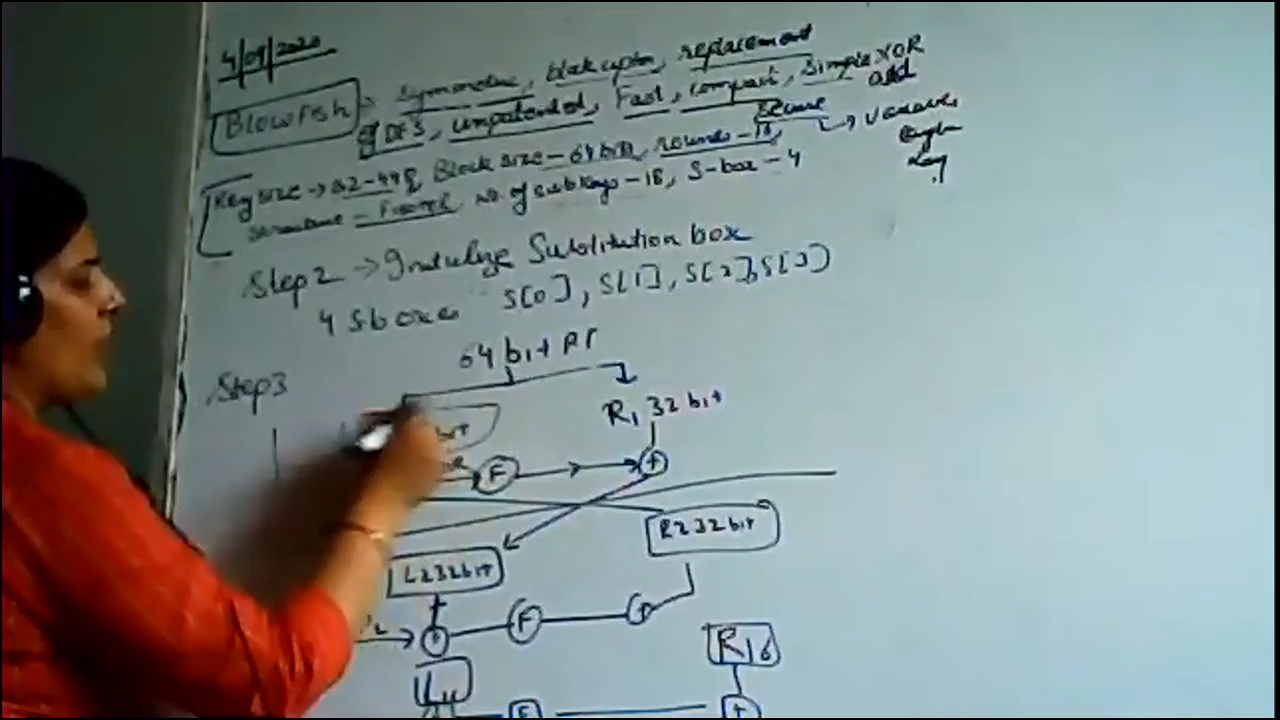 4/09/2020
BlowFish → Symmetric, block cipher, replacement
of DES, unpatented, Fast, compact, Simple XOR
add
Secure ↳ Variable
length
Key
Key size → 32-448, Block size - 64 bits, rounds - 16,
structure - Fiestel, no. of subkeys - 18, S-box - 4
Step 2 → Initialize Substitution box
4 Sboxes S[0], S[1], S[2], S[3]
64 bit PT
Step 3
R1 32 bit
bit
F +
R2 32 bit
L2 32 bit
+ F +
R16
F +